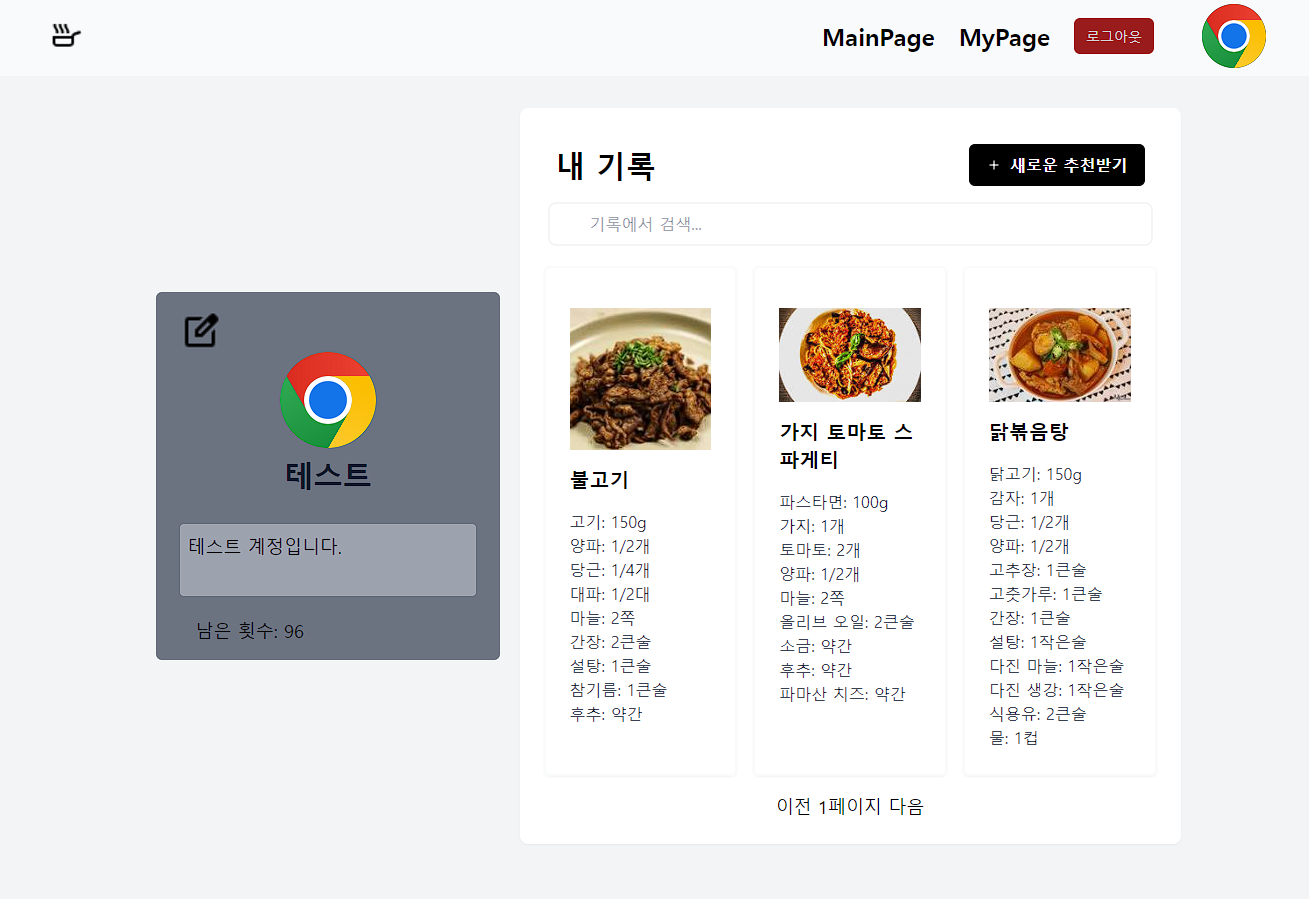 MainPage
MyPage
로그아웃
내 기록
+ 새로운 추천받기
기록에서 검색...
테스트
테스트 계정입니다.
남은 횟수: 96
불고기
고기: 150g
양파: 1/2개
당근: 1/4개
대파: 1/2대
마늘: 2쪽
간장: 2큰술
설탕: 1큰술
참기름: 1큰술
후추: 약간
가지 토마토 스
파게티
파스타면: 100g
가지: 1개
토마토: 2개
양파: 1/2개
마늘: 2쪽
올리브 오일: 2큰술
소금: 약간
후추: 약간
파마산 치즈: 약간
닭볶음탕
닭고기: 150g
감자: 1개
당근: 1/2개
양파: 1/2개
고추장: 1큰술
고춧가루: 1큰술
간장: 1큰술
설탕: 1작은술
다진 마늘: 1작은술
다진 생강: 1작은술
식용유: 2큰술
물: 1컵
이전 1페이지 다음